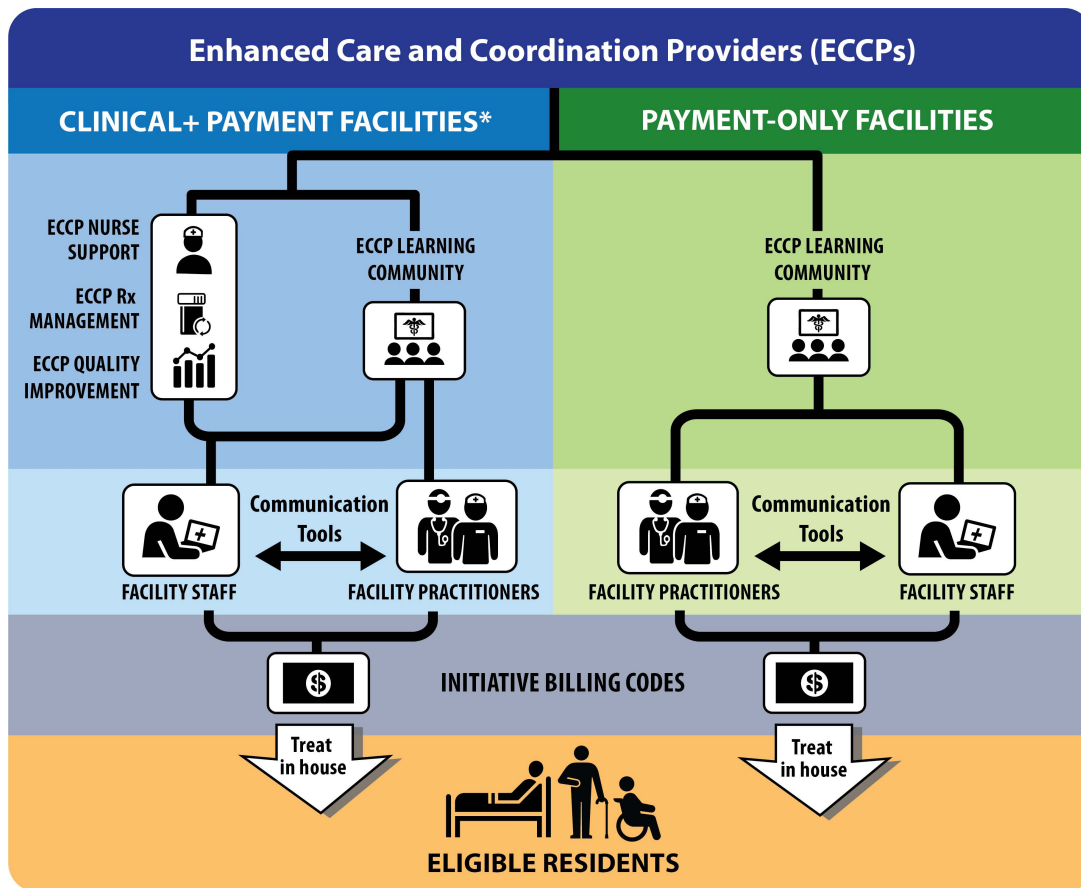 Enhanced Care and Coordination Providers (ECCPs)
CLINICAL+ PAYMENT FACILITIES*
PAYMENT-ONLY FACILITIES
ECCP NURSE
SUPPORT
ECCP Rx
MANAGEMENT
ECCP QUALITY
IMPROVEMENT
ECCP LEARNING
COMMUNITY
ECCP LEARNING
COMMUNITY
Communication
Tools
FACILITY STAFF
FACILITY PRACTITIONERS
Communication
Tools
FACILITY PRACTITIONERS
FACILITY STAFF
$
INITIATIVE BILLING CODES
$
Treat
in house
Treat
in house
ELIGIBLE RESIDENTS